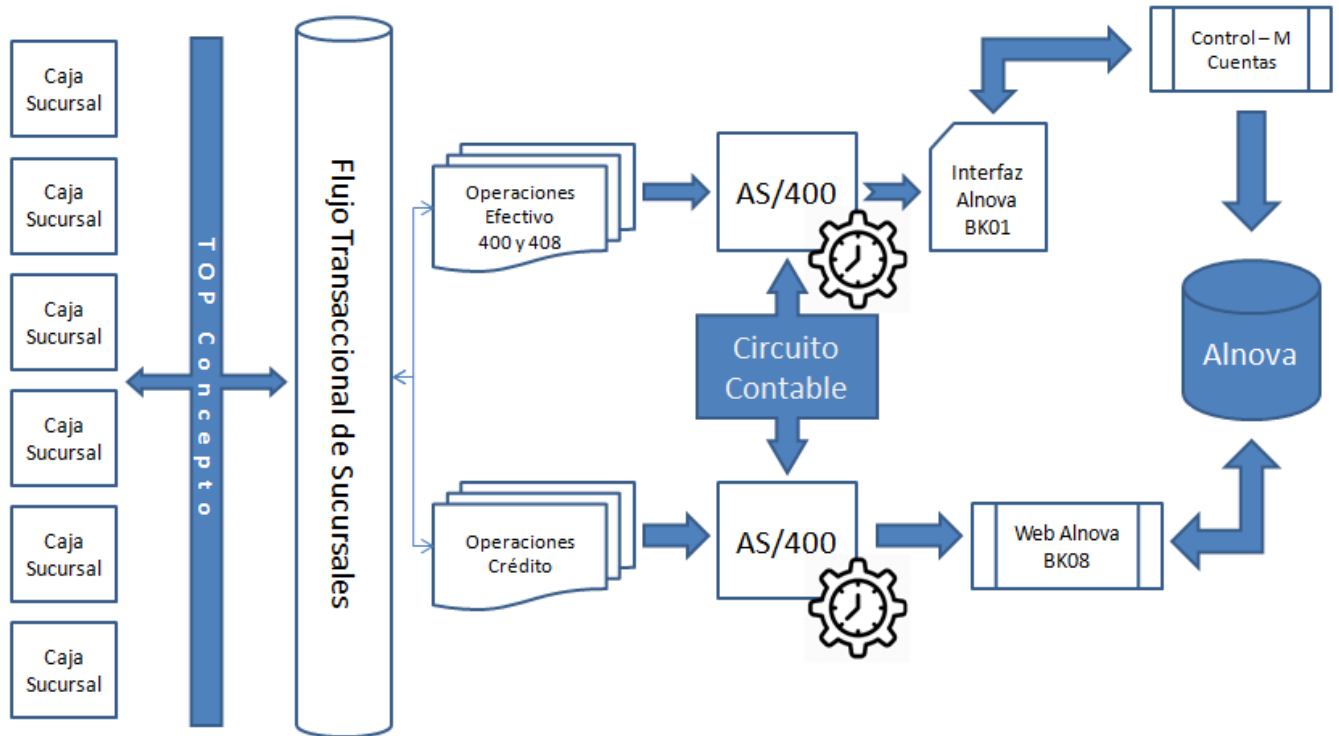 Caja
Sucursal
Caja
Sucursal
Caja
Sucursal
Caja
Sucursal
Caja
Sucursal
Caja
Sucursal
TOP Concepto
Flujo Transaccional de Sucursales
Operaciones
Efectivo
400 y 408
AS/400
Interfaz
Alnova
BK01
Control – M
Cuentas
Circuito
Contable
Alnova
Operaciones
Crédito
AS/400
Web Alnova
BK08